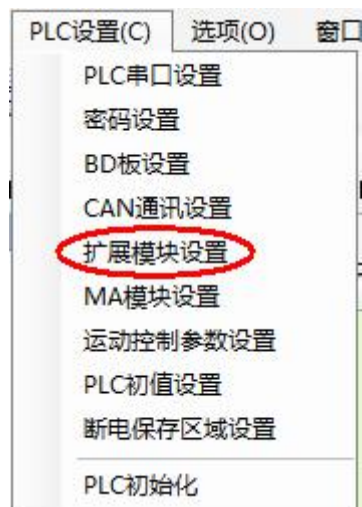 PLC设置(C) 选项(O) 窗口
PLC串口设置
密码设置
BD板设置
CAN通讯设置
扩展模块设置
MA模块设置
运动控制参数设置
PLC初值设置
断电保存区域设置
PLC初始化